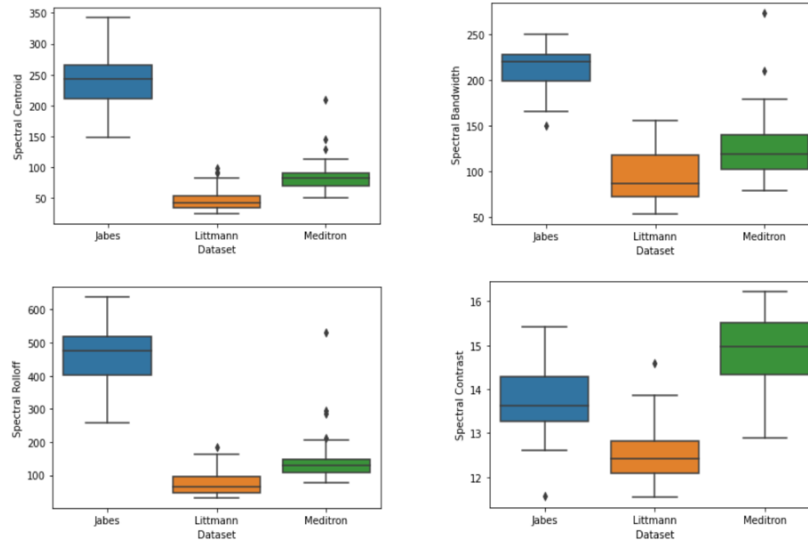 Spectral Centroid
350
300
250
200
150
100
50
Jabes Littmann Meditron
Dataset
Spectral Bandwidth
250
200
150
100
50
Jabes Littmann Meditron
Dataset
Spectral Rolloff
600
500
400
300
200
100
Jabes Littmann Meditron
Dataset
Spectral Contrast
16
15
14
13
12
Jabes Littmann Meditron
Dataset